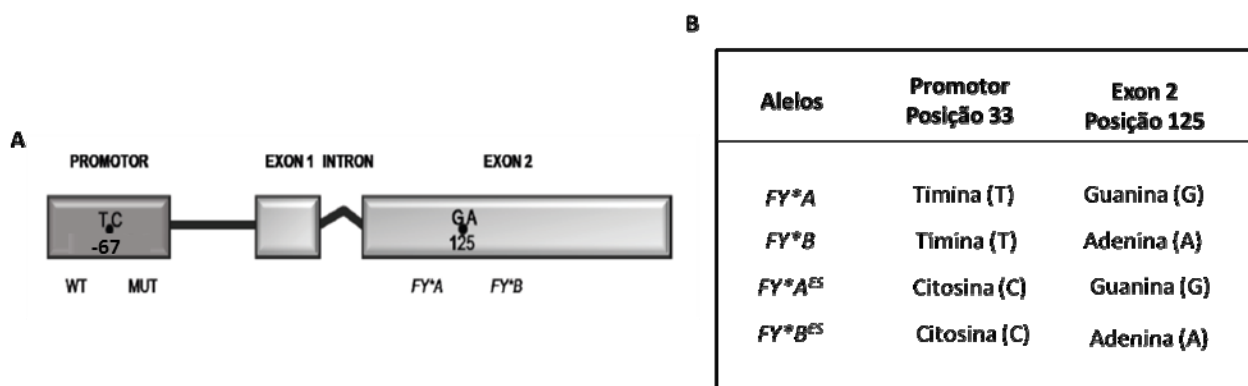 A
PROMOTOR EXON 1 INTRON EXON 2
T C G A
-67 125
WT MUT FY*A FY*B
B
Alelos Promotor Posição 33 Exon 2 Posição 125
FY*A Timina (T) Guanina (G)
FY*B Timina (T) Adenina (A)
FY*A^ES Citosina (C) Guanina (G)
FY*B^ES Citosina (C) Adenina (A)